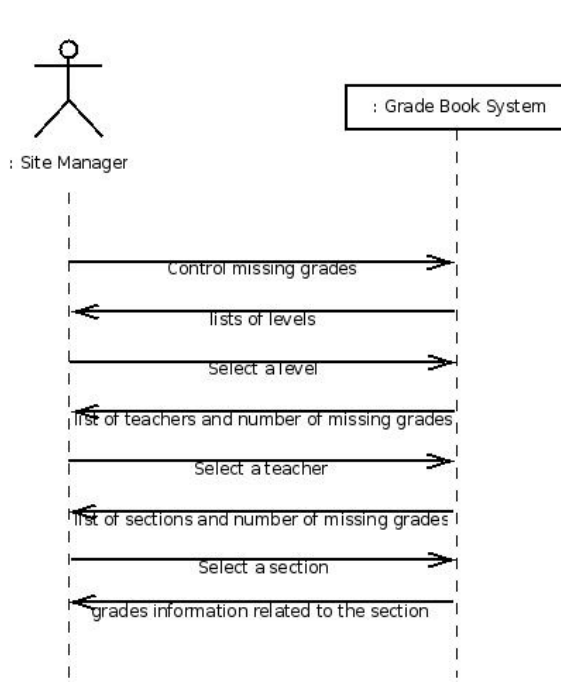 : Grade Book System
: Site Manager
Control missing grades
lists of levels
Select a level
list of teachers and number of missing grades
Select a teacher
list of sections and number of missing grades
Select a section
grades information related to the section